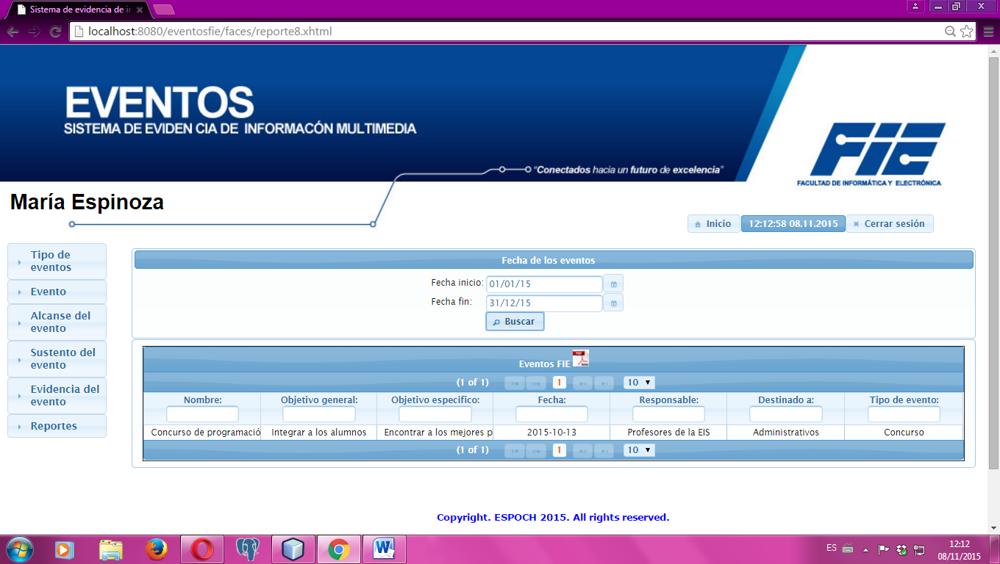 Sistema de evidencia de i
localhost:8080/eventosfie/faces/reporte8.xhtml
EVENTOS
SISTEMA DE EVIDEN CIA DE INFORMACÓN MULTIMEDIA
"Conectados hacia un futuro de excelencia"
FIE
FACULTAD DE INFORMÁTICA Y ELECTRÓNICA
María Espinoza
Inicio 12:12:58 08.11.2015 Cerrar sesión
Tipo de
eventos
Evento
Alcanse del
evento
Sustento del
evento
Evidencia del
evento
Reportes
Fecha de los eventos
Fecha inicio: 01/01/15
Fecha fin: 31/12/15
Buscar
Eventos FIE PDF
(1 of 1) 1 10
Nombre: Objetivo general: Objetivo especifico: Fecha: Responsable: Destinado a: Tipo de evento:
Concurso de programació Integrar a los alumnos Encontrar a los mejores p 2015-10-13 Profesores de la EIS Administrativos Concurso
(1 of 1) 1 10
Copyright. ESPOCH 2015. All rights reserved.
ES 12:12
08/11/2015